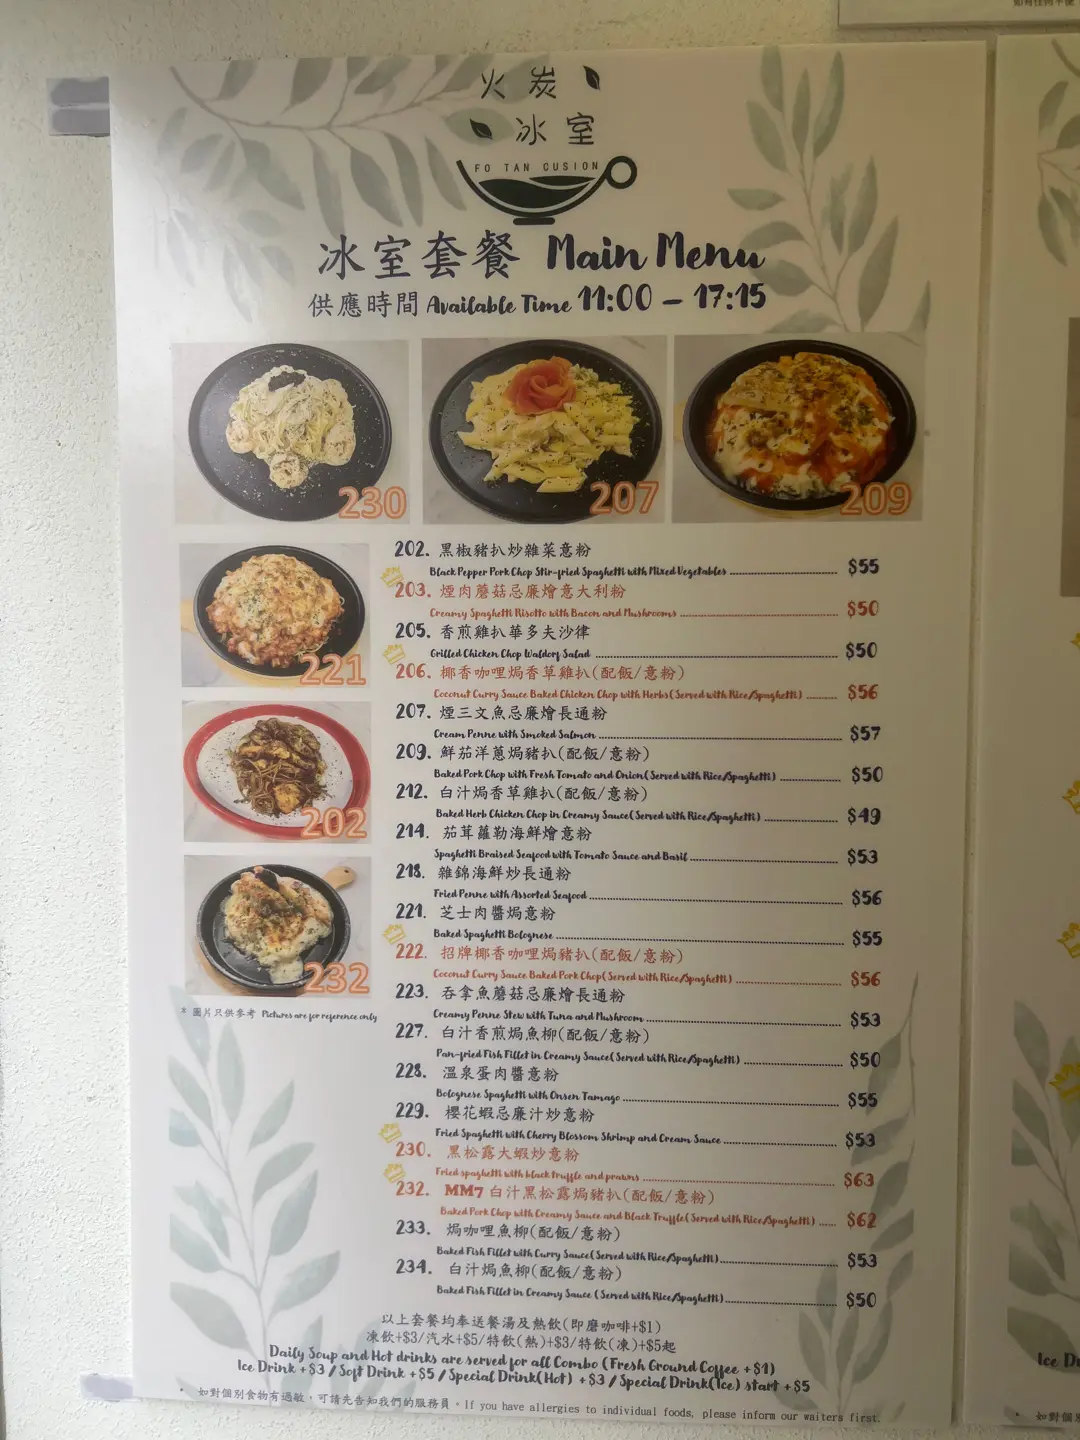 火炭
冰室
FO TAN CUSION
冰室套餐 Main Menu
供應時間 Available Time 11:00 – 17:15
230
207
209
221
202
232
* 圖片只供參考 Pictures are for reference only
202. 黑椒豬扒炒雜菜意粉
Black Pepper Pork Chop Stir-fried Spaghetti with Mixed Vegetables $55
203. 煙肉蘑菇忌廉燴意大利粉
Creamy Spaghetti Risotto with Bacon and Mushrooms $50
205. 香煎雞扒華多夫沙律
Grilled Chicken Chop Waldorf Salad $50
206. 椰香咖哩焗香草雞扒(配飯/意粉)
Coconut Curry Sauce Baked Chicken Chop with Herbs(Served with Rice/Spaghetti) $56
207. 煙三文魚忌廉燴長通粉
Cream Penne with Smoked Salmon $57
209. 鮮茄洋蔥焗豬扒(配飯/意粉)
Baked Pork Chop with Fresh Tomato and Onion(Served with Rice/Spaghetti) $50
212. 白汁焗香草雞扒(配飯/意粉)
Baked Herb Chicken Chop in Creamy Sauce(Served with Rice/Spaghetti) $49
214. 茄茸蘿勒海鮮燴意粉
Spaghetti Braised Seafood with Tomato Sauce and Basil $53
218. 雜錦海鮮炒長通粉
Fried Penne with Assorted Seafood $56
221. 芝士肉醬焗意粉
Baked Spaghetti Bolognese $55
222. 招牌椰香咖哩焗豬扒(配飯/意粉)
Coconut Curry Sauce Baked Pork Chop(Served with Rice/Spaghetti) $56
223. 吞拿魚蘑菇忌廉燴長通粉
Creamy Penne Stew with Tuna and Mushroom $53
227. 白汁香煎焗魚柳(配飯/意粉)
Pan-fried Fish Fillet in Creamy Sauce(Served with Rice/Spaghetti) $50
228. 溫泉蛋肉醬意粉
Bolognese Spaghetti with Onsen Tamago $55
229. 櫻花蝦忌廉汁炒意粉
Fried Spaghetti with Cherry Blossom Shrimp and Cream Sauce $53
230. 黑松露大蝦炒意粉
Fried spaghetti with black truffle and prawns $63
232. MM7 白汁黑松露焗豬扒(配飯/意粉)
Baked Pork Chop with Creamy Sauce and Black Truffle(Served with Rice/Spaghetti) $62
233. 焗咖哩魚柳(配飯/意粉)
Baked Fish Fillet with Curry Sauce(Served with Rice/Spaghetti) $53
234. 白汁焗魚柳(配飯/意粉)
Baked Fish Fillet in Creamy Sauce (Served with Rice/Spaghetti) $50
以上套餐均奉送餐湯及熱飲(即磨咖啡+$1)
凍飲+$3/汽水+$5/特飲(熱)+$3/特飲(凍)+$5起
Daily Soup and Hot drinks are served for all Combo (Fresh Ground Coffee +$1)
Ice Drink +$3 / Soft Drink +$5 / Special Drink(Hot) +$3 / Special Drink(Ice) start +$5
• 如對個別食物有過敏，可請先告知我們的服務員。If you have allergies to individual foods, please inform our waiters first.
Ice D
• 如對個